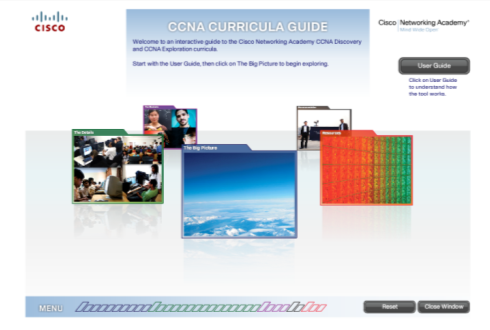 CISCO
CCNA CURRICULA GUIDE
Welcome to an interactive guide to the Cisco Networking Academy CCNA Discovery
and CCNA Exploration curricula.
Start with the User Guide, then click on The Big Picture to begin exploring.
Cisco Networking Academy®
Mind Wide Open
User Guide
Click on User Guide
to understand how
the tool works.
The Details
The Big Picture
MENU
Reset
Close Window